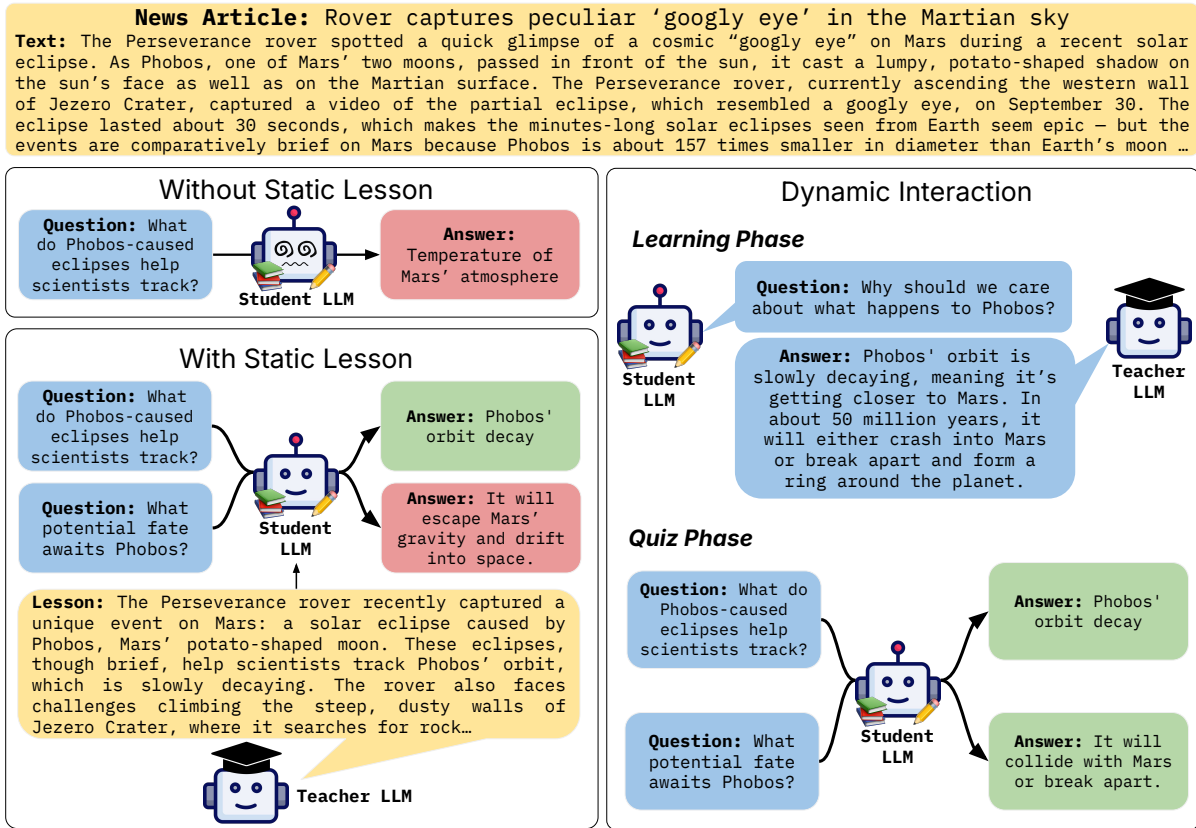 News Article: Rover captures peculiar ‘googly eye’ in the Martian sky
Text: The Perseverance rover spotted a quick glimpse of a cosmic “googly eye” on Mars during a recent solar
eclipse. As Phobos, one of Mars’ two moons, passed in front of the sun, it cast a lumpy, potato-shaped shadow on
the sun’s face as well as on the Martian surface. The Perseverance rover, currently ascending the western wall
of Jezero Crater, captured a video of the partial eclipse, which resembled a googly eye, on September 30. The
eclipse lasted about 30 seconds, which makes the minutes-long solar eclipses seen from Earth seem epic — but the
events are comparatively brief on Mars because Phobos is about 157 times smaller in diameter than Earth’s moon …
Without Static Lesson
Question: What
do Phobos-caused
eclipses help
scientists track?
Student LLM
Answer:
Temperature of
Mars’ atmosphere
With Static Lesson
Question: What
do Phobos-caused
eclipses help
scientists track?
Question: What
potential fate
awaits Phobos?
Student
LLM
Answer: Phobos'
orbit decay
Answer: It will
escape Mars’
gravity and drift
into space.
Lesson: The Perseverance rover recently captured a
unique event on Mars: a solar eclipse caused by
Phobos, Mars’ potato-shaped moon. These eclipses,
though brief, help scientists track Phobos’ orbit,
which is slowly decaying. The rover also faces
challenges climbing the steep, dusty walls of
Jezero Crater, where it searches for rock…
Teacher LLM
Dynamic Interaction
Learning Phase
Question: Why should we care
about what happens to Phobos?
Student
LLM
Answer: Phobos' orbit is
slowly decaying, meaning it’s
getting closer to Mars. In
about 50 million years, it
will either crash into Mars
or break apart and form a
ring around the planet.
Teacher
LLM
Quiz Phase
Question: What do
Phobos-caused
eclipses help
scientists track?
Question: What
potential fate
awaits Phobos?
Student
LLM
Answer: Phobos'
orbit decay
Answer: It will
collide with Mars
or break apart.